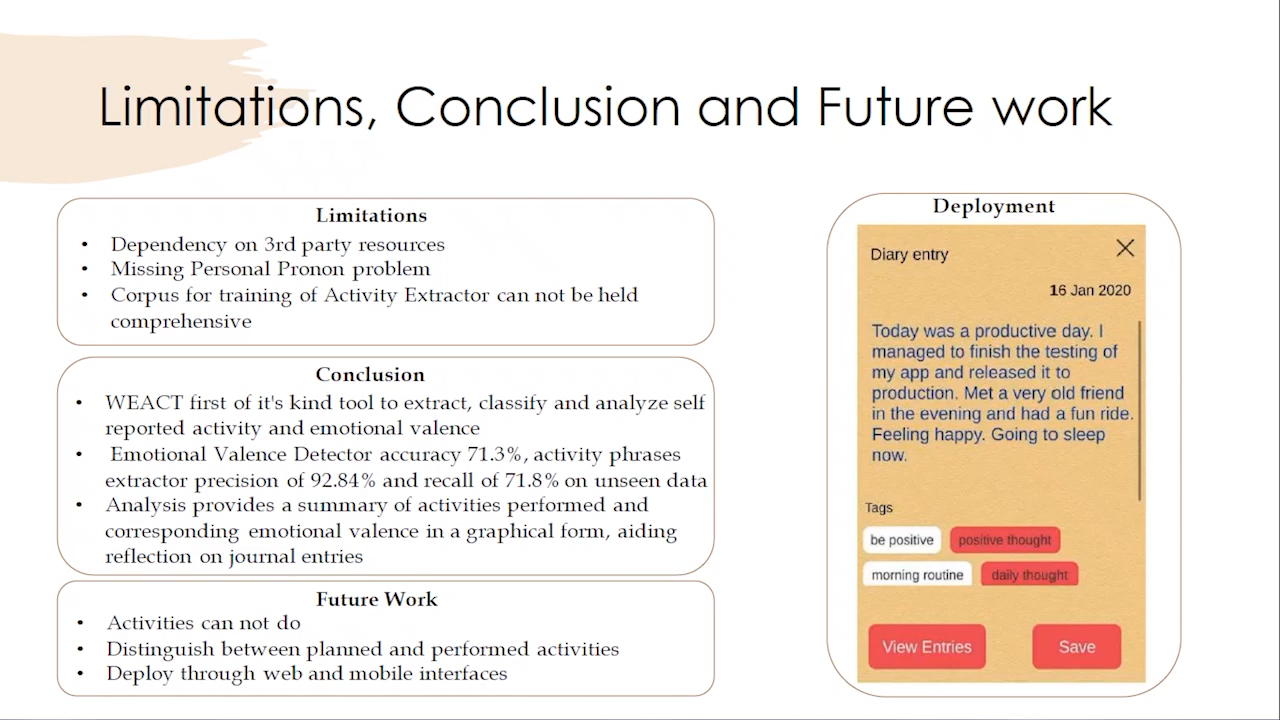 Limitations, Conclusion and Future work
Limitations
• Dependency on 3rd party resources
• Missing Personal Pronon problem
• Corpus for training of Activity Extractor can not be held
comprehensive
Conclusion
• WEACT first of it's kind tool to extract, classify and analyze self
reported activity and emotional valence
• Emotional Valence Detector accuracy 71.3%, activity phrases
extractor precision of 92.84% and recall of 71.8% on unseen data
• Analysis provides a summary of activities performed and
corresponding emotional valence in a graphical form, aiding
reflection on journal entries
Future Work
• Activities can not do
• Distinguish between planned and performed activities
• Deploy through web and mobile interfaces
Deployment
Diary entry
16 Jan 2020
Today was a productive day. I
managed to finish the testing of
my app and released it to
production. Met a very old friend
in the evening and had a fun ride.
Feeling happy. Going to sleep
now.
Tags
be positive positive thought
morning routine daily thought
View Entries Save